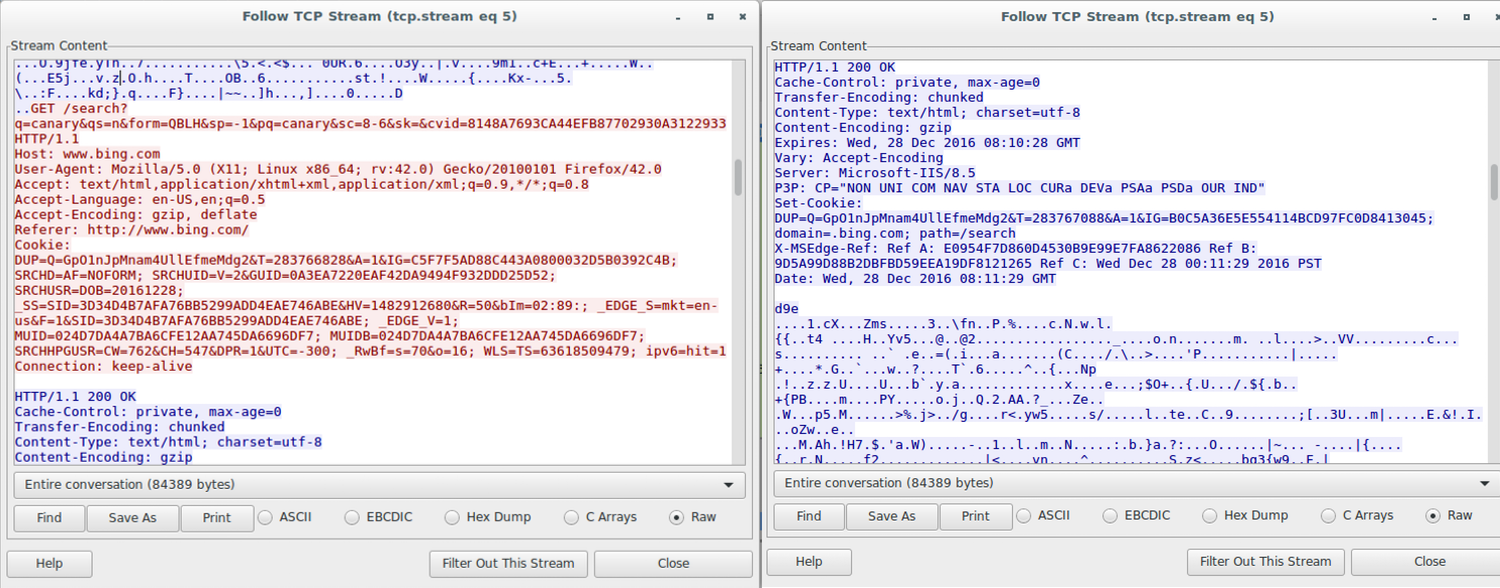 Follow TCP Stream (tcp.stream eq 5)
Stream Content
(...E5j...v.z.O.h....T....OB..6...........st.!....W.....{....Kx-...5.
\..:F....kd;}.q....F}....|~~..]h...,]....0.....D
..GET /search?
q=canary&qs=n&form=QBLH&sp=-1&pq=canary&sc=8-6&sk=&cvid=8148A7693CA44EFB87702930A3122933
HTTP/1.1
Host: www.bing.com
User-Agent: Mozilla/5.0 (X11; Linux x86_64; rv:42.0) Gecko/20100101 Firefox/42.0
Accept: text/html,application/xhtml+xml,application/xml;q=0.9,*/*;q=0.8
Accept-Language: en-US,en;q=0.5
Accept-Encoding: gzip, deflate
Referer: http://www.bing.com/
Cookie:
DUP=Q=GpO1nJpMnam4UllEfmeMdg2&T=283766828&A=1&IG=C5F7F5AD88C443A0800032D5B0392C4B;
SRCHD=AF=NOFORM; SRCHUID=V=2&GUID=0A3EA7220EAF42DA9494F932DDD25D52;
SRCHUSR=DOB=20161228;
_SS=SID=3D34D4B7AFA76BB5299ADD4EAE746ABE&HV=1482912680&R=50&bIm=02:89:; _EDGE_S=mkt=en-
us&F=1&SID=3D34D4B7AFA76BB5299ADD4EAE746ABE; _EDGE_V=1;
MUID=024D7DA4A7BA6CFE12AA745DA6696DF7; MUIDB=024D7DA4A7BA6CFE12AA745DA6696DF7;
SRCHHPGUSR=CW=762&CH=547&DPR=1&UTC=-300; _RwBf=s=70&o=16; WLS=TS=63618509479; ipv6=hit=1
Connection: keep-alive
HTTP/1.1 200 OK
Cache-Control: private, max-age=0
Transfer-Encoding: chunked
Content-Type: text/html; charset=utf-8
Content-Encoding: gzip
Entire conversation (84389 bytes)
Find Save As Print ASCII EBCDIC Hex Dump C Arrays Raw
Help Filter Out This Stream Close
Follow TCP Stream (tcp.stream eq 5)
Stream Content
HTTP/1.1 200 OK
Cache-Control: private, max-age=0
Transfer-Encoding: chunked
Content-Type: text/html; charset=utf-8
Content-Encoding: gzip
Expires: Wed, 28 Dec 2016 08:10:28 GMT
Vary: Accept-Encoding
Server: Microsoft-IIS/8.5
P3P: CP="NON UNI COM NAV STA LOC CURa DEVa PSAa PSDa OUR IND"
Set-Cookie:
DUP=Q=GpO1nJpMnam4UllEfmeMdg2&T=283767088&A=1&IG=B0C5A36E5E554114BCD97FC0D8413045;
domain=.bing.com; path=/search
X-MSEdge-Ref: Ref A: E0954F7D860D4530B9E99E7FA8622086 Ref B:
9D5A99D88B2DBFBD59EEA19DF8121265 Ref C: Wed Dec 28 00:11:29 2016 PST
Date: Wed, 28 Dec 2016 08:11:29 GMT
d9e
....1.cX...Zms.....3..\fn..P.%....c.N.w.l.
{{..t4 ....H..Yv5...@..@2.................._....o.n.......m. ..l....>..VV.........c...
s.......... ..` .e..=(.i...a.......(C..../.\..>....'P...........|.....
+....*.G..`...w..?....T`.6....^..{...Np
.!..z.z.U....U...b`.y.a.............x....e...;$O+..{.U.../.${.b..
+{PB....m....PY.....o.j..Q.2.AA.?_...Ze..
.W...p5.M......>%.j>../g....r<.yw5.....s/.....l..te..C..9........;[..3U...m|.....E.&!.I.
..oZw..e..
...M.Ah.!H7.$.'a.W).....-..1..l..m..N.....:.b.}a.?:...O......|~... -....|{....
Entire conversation (84389 bytes)
Find Save As Print ASCII EBCDIC Hex Dump C Arrays Raw
Help Filter Out This Stream Close